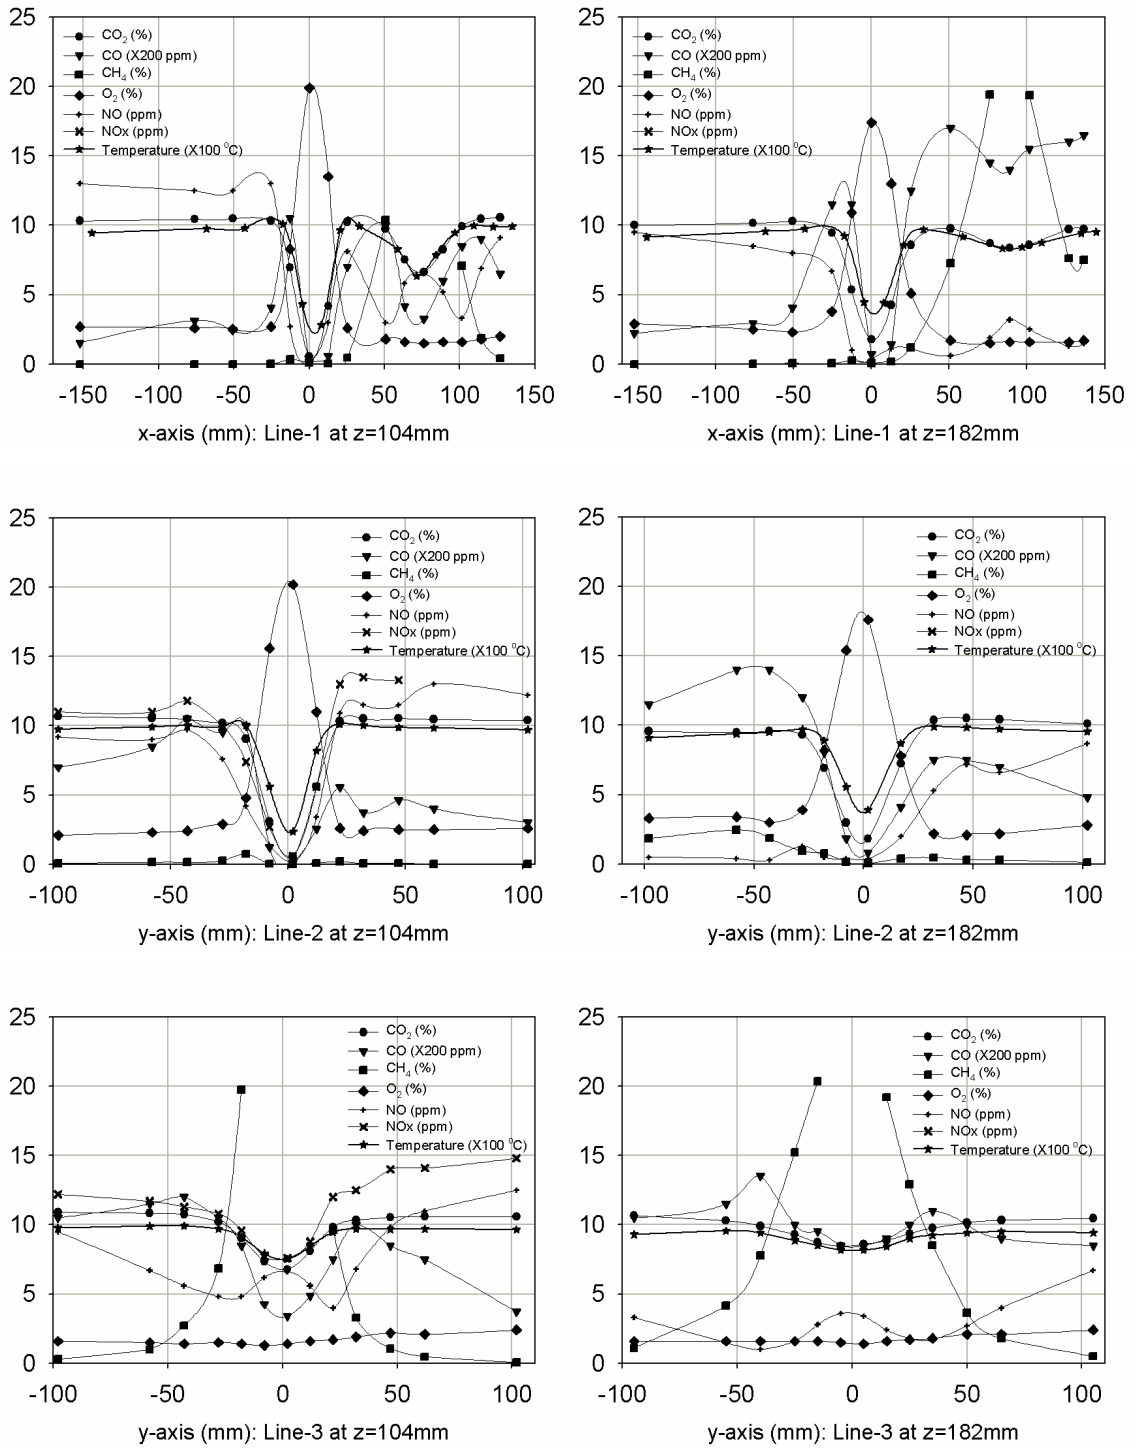 25
20
15
10
5
0
CO2 (%)
CO (X200 ppm)
CH4 (%)
O2 (%)
NO (ppm)
NOx (ppm)
Temperature (X100 °C)
-150 -100 -50 0 50 100 150
x-axis (mm): Line-1 at z=104mm
25
20
15
10
5
0
CO2 (%)
CO (X200 ppm)
CH4 (%)
O2 (%)
NO (ppm)
NOx (ppm)
Temperature (X100 °C)
-150 -100 -50 0 50 100 150
x-axis (mm): Line-1 at z=182mm
25
20
15
10
5
0
CO2 (%)
CO (X200 ppm)
CH4 (%)
O2 (%)
NO (ppm)
NOx (ppm)
Temperature (X100 °C)
-100 -50 0 50 100
y-axis (mm): Line-2 at z=104mm
25
20
15
10
5
0
CO2 (%)
CO (X200 ppm)
CH4 (%)
O2 (%)
NO (ppm)
NOx (ppm)
Temperature (X100 °C)
-100 -50 0 50 100
y-axis (mm): Line-2 at z=182mm
25
20
15
10
5
0
CO2 (%)
CO (X200 ppm)
CH4 (%)
O2 (%)
NO (ppm)
NOx (ppm)
Temperature (X100 °C)
-100 -50 0 50 100
y-axis (mm): Line-3 at z=104mm
25
20
15
10
5
0
CO2 (%)
CO (X200 ppm)
CH4 (%)
O2 (%)
NO (ppm)
NOx (ppm)
Temperature (X100 °C)
-100 -50 0 50 100
y-axis (mm): Line-3 at z=182mm